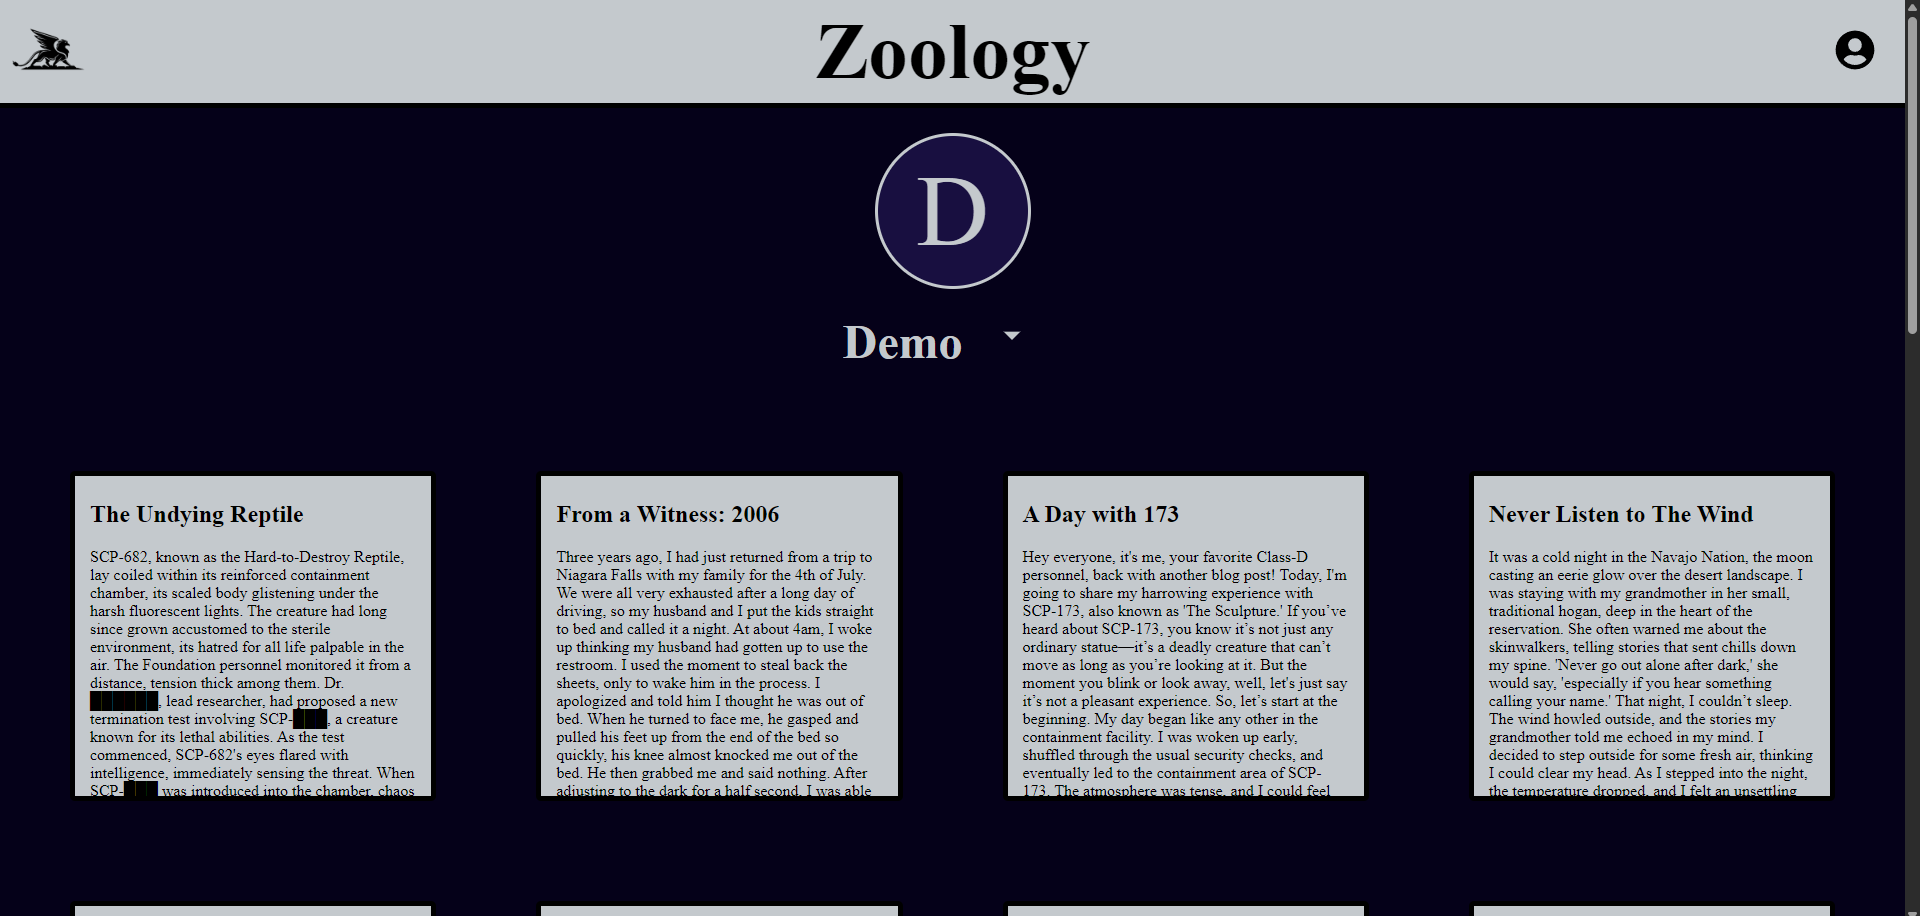 Zoology
D
Demo
The Undying Reptile
SCP-682, known as the Hard-to-Destroy Reptile,
lay coiled within its reinforced containment
chamber, its scaled body glistening under the
harsh fluorescent lights. The creature had long
since grown accustomed to the sterile
environment, its hatred for all life palpable in the
air. The Foundation personnel monitored it from a
distance, tension thick among them. Dr.
██████, lead researcher, had proposed a new
termination test involving SCP-███, a creature
known for its lethal abilities. As the test
commenced, SCP-682's eyes flared with
intelligence, immediately sensing the threat. When
SCP-███ was introduced into the chamber, chaos
From a Witness: 2006
Three years ago, I had just returned from a trip to
Niagara Falls with my family for the 4th of July.
We were all very exhausted after a long day of
driving, so my husband and I put the kids straight
to bed and called it a night. At about 4am, I woke
up thinking my husband had gotten up to use the
restroom. I used the moment to steal back the
sheets, only to wake him in the process. I
apologized and told him I thought he was out of
bed. When he turned to face me, he gasped and
pulled his feet up from the end of the bed so
quickly, his knee almost knocked me out of the
bed. He then grabbed me and said nothing. After
adjusting to the dark for a half second, I was able
A Day with 173
Hey everyone, it's me, your favorite Class-D
personnel, back with another blog post! Today, I'm
going to share my harrowing experience with
SCP-173, also known as 'The Sculpture.' If you’ve
heard about SCP-173, you know it’s not just any
ordinary statue—it’s a deadly creature that can’t
move as long as you’re looking at it. But the
moment you blink or look away, well, let's just say
it’s not a pleasant experience. So, let’s start at the
beginning. My day began like any other in the
containment facility. I was woken up early,
shuffled through the usual security checks, and
eventually led to the containment area of SCP-
173. The atmosphere was tense, and I could feel
Never Listen to The Wind
It was a cold night in the Navajo Nation, the moon
casting an eerie glow over the desert landscape. I
was staying with my grandmother in her small,
traditional hogan, deep in the heart of the
reservation. She often warned me about the
skinwalkers, telling stories that sent chills down
my spine. 'Never go out alone after dark,' she
would say, 'especially if you hear something
calling your name.' That night, I couldn’t sleep.
The wind howled outside, and the stories my
grandmother told me echoed in my mind. I
decided to step outside for some fresh air, thinking
I could clear my head. As I stepped into the night,
the temperature dropped, and I felt an unsettling